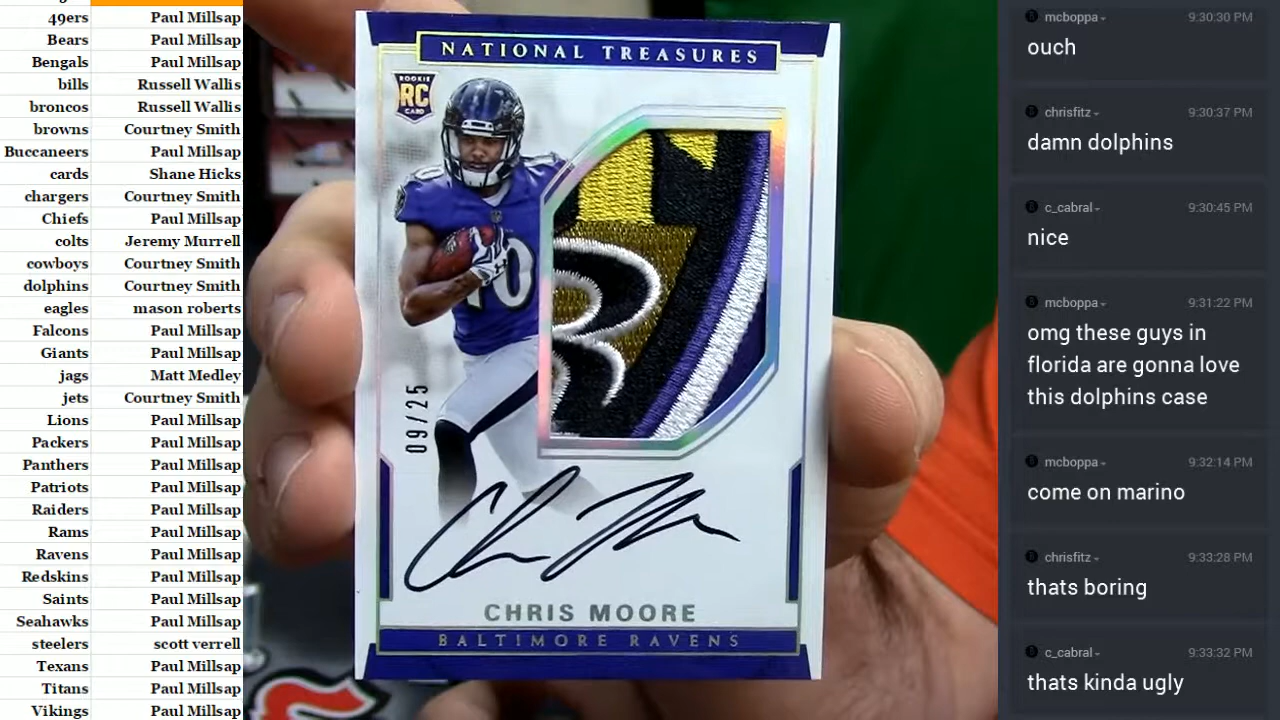 49ers Paul Millsap
Bears Paul Millsap
Bengals Paul Millsap
bills Russell Wallis
broncos Russell Wallis
browns Courtney Smith
Buccaneers Paul Millsap
cards Shane Hicks
chargers Courtney Smith
Chiefs Paul Millsap
colts Jeremy Murrell
cowboys Courtney Smith
dolphins Courtney Smith
eagles mason roberts
Falcons Paul Millsap
Giants Paul Millsap
jags Matt Medley
jets Courtney Smith
Lions Paul Millsap
Packers Paul Millsap
Panthers Paul Millsap
Patriots Paul Millsap
Raiders Paul Millsap
Rams Paul Millsap
Ravens Paul Millsap
Redskins Paul Millsap
Saints Paul Millsap
Seahawks Paul Millsap
steelers scott verrell
Texans Paul Millsap
Titans Paul Millsap
Vikings Paul Millsap
NATIONAL TREASURES
ROOKIE
RC
CARD
10
09/25
CHRIS MOORE
BALTIMORE RAVENS
mcboppa 9:30:30 PM
ouch
chrisfitz 9:30:37 PM
damn dolphins
c_cabral 9:30:45 PM
nice
mcboppa 9:31:22 PM
omg these guys in
florida are gonna love
this dolphins case
mcboppa 9:32:14 PM
come on marino
chrisfitz 9:33:28 PM
thats boring
c_cabral 9:33:32 PM
thats kinda ugly